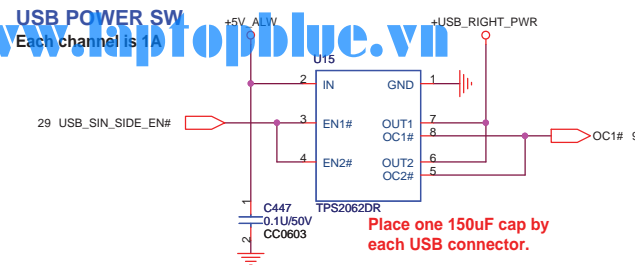 USB POWER SW
Each channel is 1A
www.laptopblue.vn
+5V_ALW
+USB_RIGHT_PWR
U15
2 IN GND 1
29 USB_SIN_SIDE_EN#
3 EN1# OUT1 7
OC1# 8
OC1# 9
4 EN2# OUT2 6
OC2# 5
TPS2062DR
1
C447
0.1U/50V
CC0603
2
Place one 150uF cap by
each USB connector.